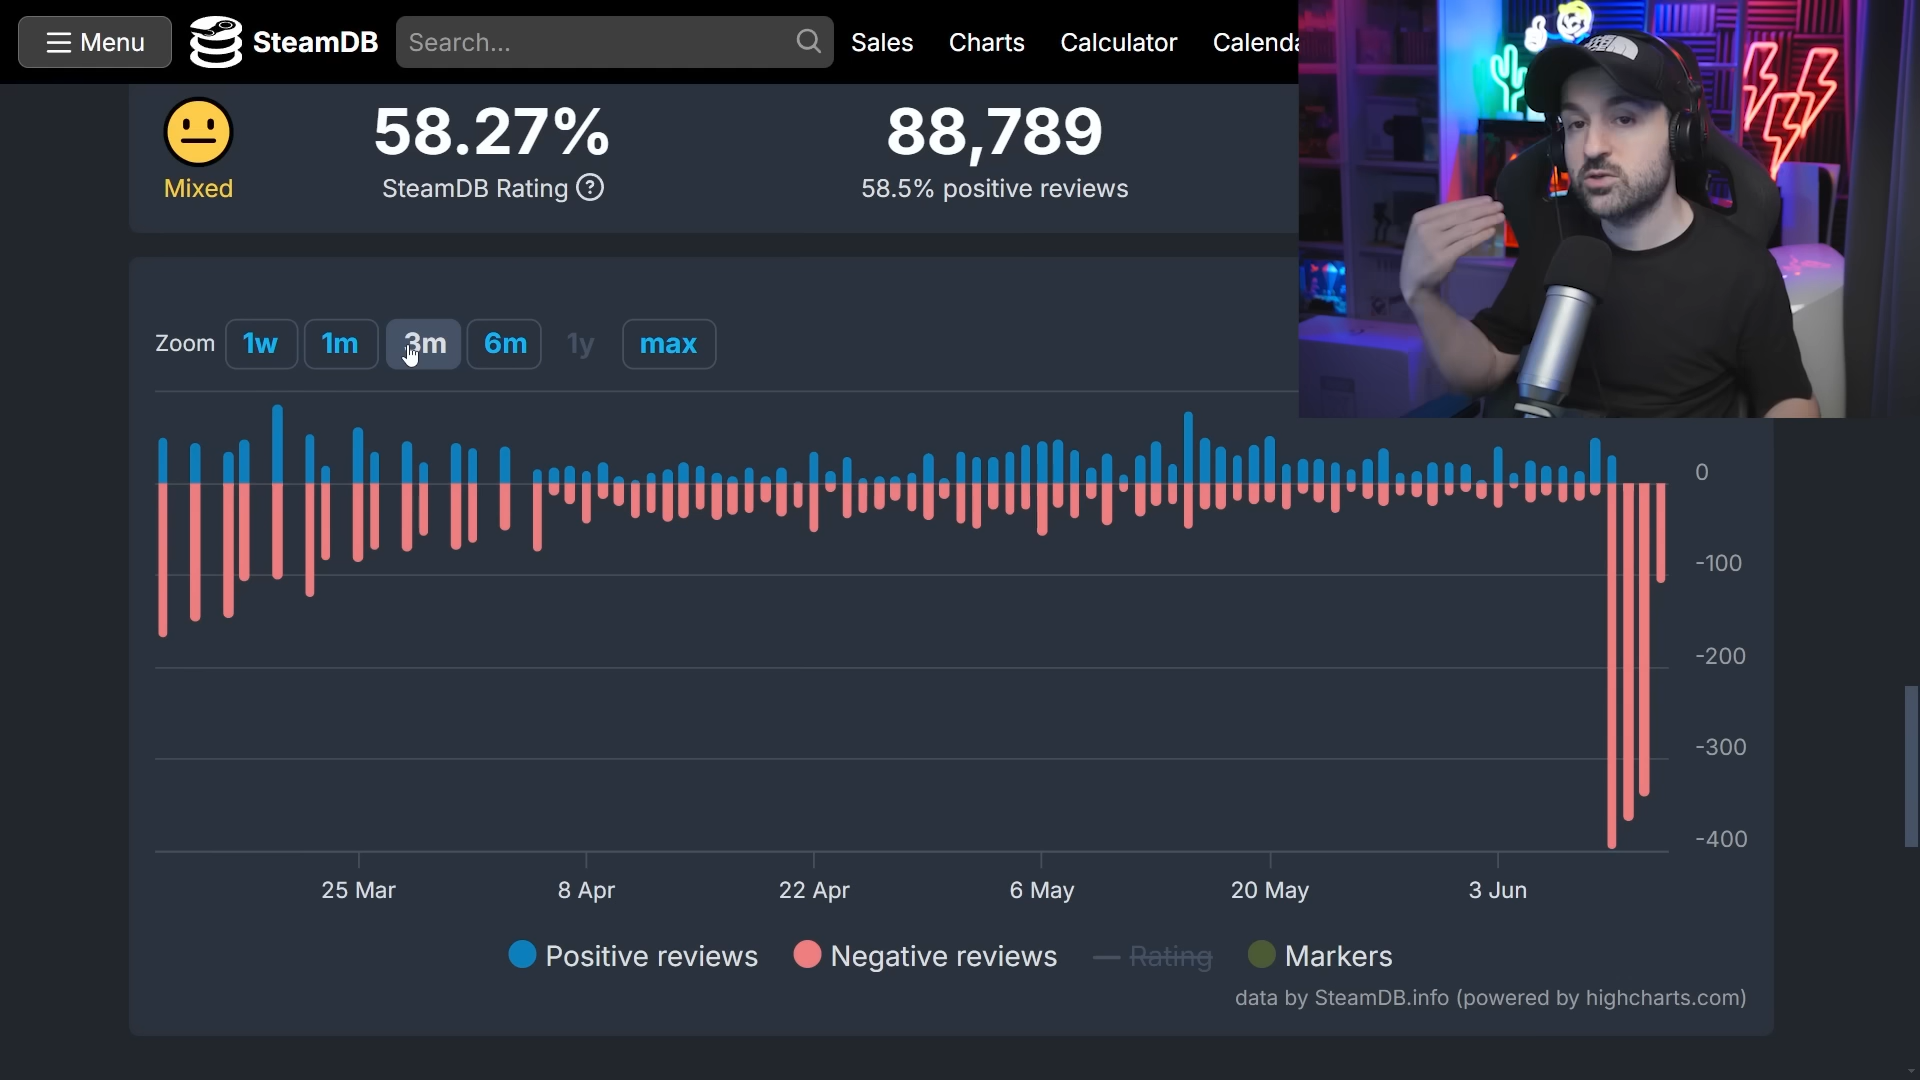 Menu
SteamDB
Search...
Sales
Charts
Calculator
Calenda
58.27%
88,789
Mixed
SteamDB Rating ?
58.5% positive reviews
Zoom
1w
1m
3m
6m
1y
max
0
-100
-200
-300
-400
25 Mar
8 Apr
22 Apr
6 May
20 May
3 Jun
Positive reviews
Negative reviews
Rating
Markers
data by SteamDB.info (powered by highcharts.com)